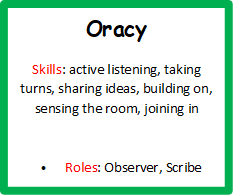 Oracy
Skills: active listening, taking
turns, sharing ideas, building on,
sensing the room, joining in
• Roles: Observer, Scribe